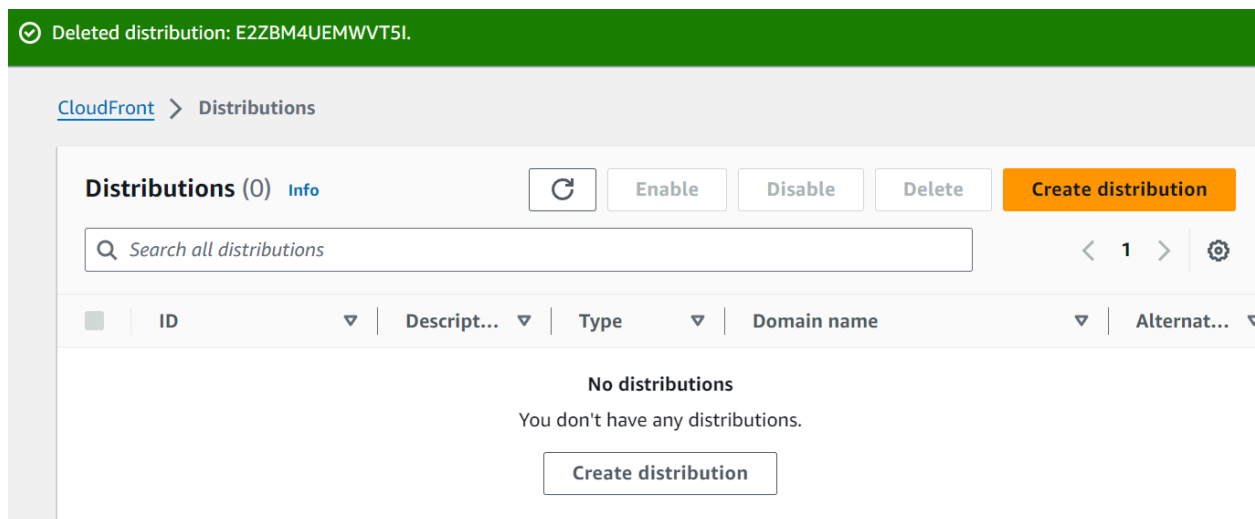 Deleted distribution: E2ZBM4UEMWVT5I.
CloudFront > Distributions
Distributions (0) Info Enable Disable Delete Create distribution
Search all distributions 1
ID Descript... Type Domain name Alternat...
No distributions
You don't have any distributions.
Create distribution